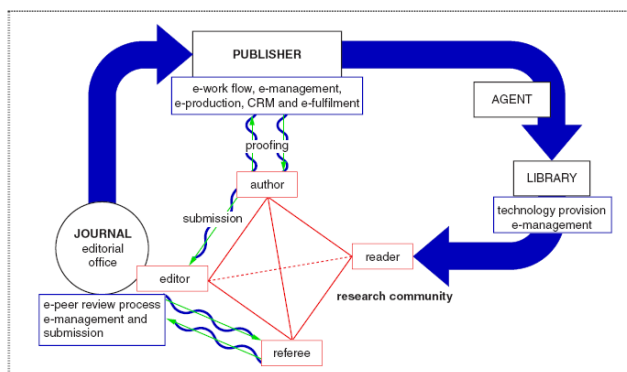 PUBLISHER
e-work flow, e-management,
e-production, CRM and e-fulfilment
AGENT
proofing
LIBRARY
author
technology provision
e-management
submission
JOURNAL
editorial
office
reader
editor
research community
e-peer review process
e-management and
submission
referee